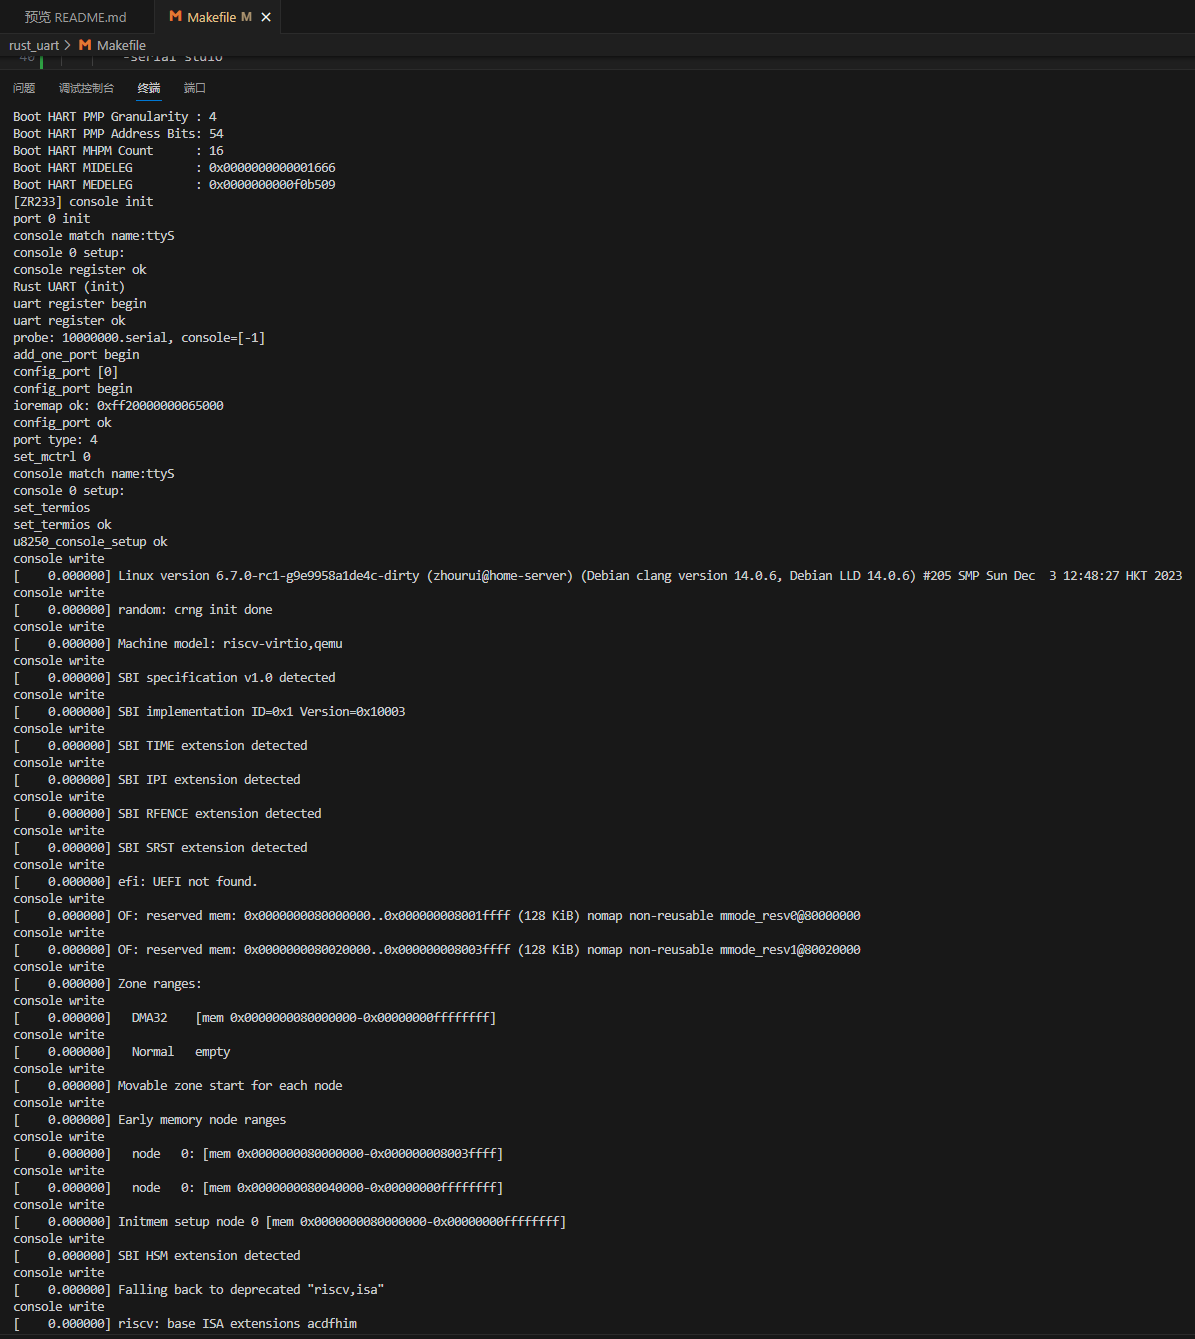 预览 README.md
Makefile M
rust_uart > Makefile
40 -serial stdio
问题 调试控制台 终端 端口
Boot HART PMP Granularity : 4
Boot HART PMP Address Bits: 54
Boot HART MHPM Count      : 16
Boot HART MIDELEG         : 0x0000000000001666
Boot HART MEDELEG         : 0x0000000000f0b509
[ZR233] console init
port 0 init
console match name:ttyS
console 0 setup:
console register ok
Rust UART (init)
uart register begin
uart register ok
probe: 10000000.serial, console=[-1]
add_one_port begin
config_port [0]
config_port begin
ioremap ok: 0xff20000000065000
config_port ok
port type: 4
set_mctrl 0
console match name:ttyS
console 0 setup:
set_termios
set_termios ok
u8250_console_setup ok
console write
[    0.000000] Linux version 6.7.0-rc1-g9e9958a1de4c-dirty (zhourui@home-server) (Debian clang version 14.0.6, Debian LLD 14.0.6) #205 SMP Sun Dec  3 12:48:27 HKT 2023
console write
[    0.000000] random: crng init done
console write
[    0.000000] Machine model: riscv-virtio,qemu
console write
[    0.000000] SBI specification v1.0 detected
console write
[    0.000000] SBI implementation ID=0x1 Version=0x10003
console write
[    0.000000] SBI TIME extension detected
console write
[    0.000000] SBI IPI extension detected
console write
[    0.000000] SBI RFENCE extension detected
console write
[    0.000000] SBI SRST extension detected
console write
[    0.000000] efi: UEFI not found.
console write
[    0.000000] OF: reserved mem: 0x0000000080000000..0x000000008001ffff (128 KiB) nomap non-reusable mmode_resv0@80000000
console write
[    0.000000] OF: reserved mem: 0x0000000080020000..0x000000008003ffff (128 KiB) nomap non-reusable mmode_resv1@80020000
console write
[    0.000000] Zone ranges:
console write
[    0.000000]   DMA32    [mem 0x0000000080000000-0x00000000ffffffff]
console write
[    0.000000]   Normal   empty
console write
[    0.000000] Movable zone start for each node
console write
[    0.000000] Early memory node ranges
console write
[    0.000000]   node   0: [mem 0x0000000080000000-0x000000008003ffff]
console write
[    0.000000]   node   0: [mem 0x0000000080040000-0x00000000ffffffff]
console write
[    0.000000] Initmem setup node 0 [mem 0x0000000080000000-0x00000000ffffffff]
console write
[    0.000000] SBI HSM extension detected
console write
[    0.000000] Falling back to deprecated "riscv,isa"
console write
[    0.000000] riscv: base ISA extensions acdfhim